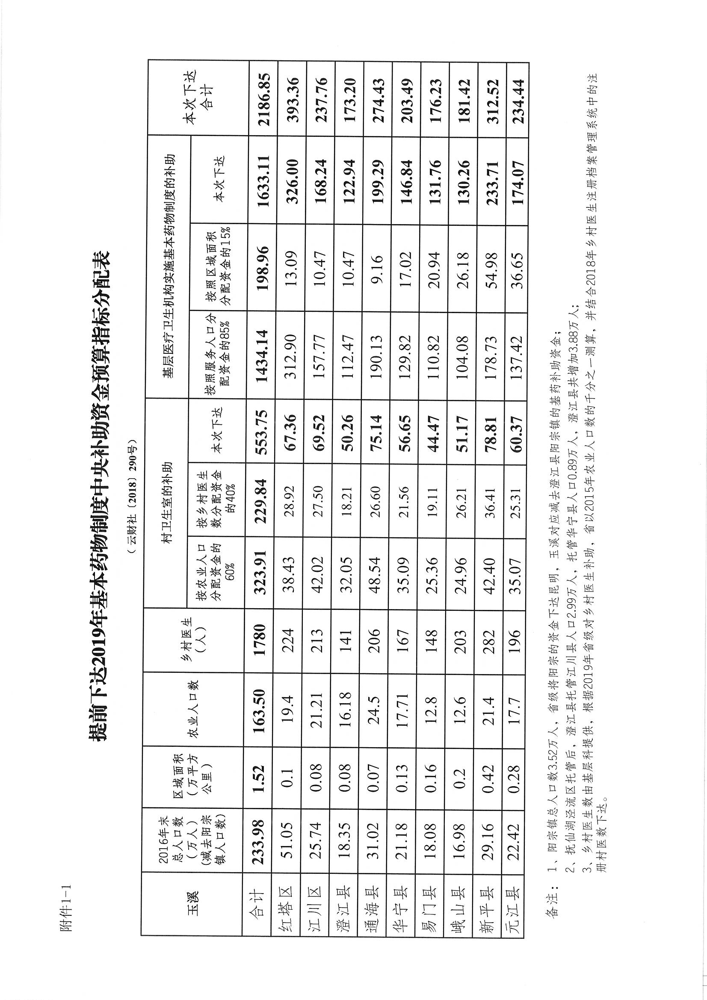 附件1-1
提前下达2019年基本药物制度中央补助资金预算指标分配表
（云财社〔2018〕290号）
玉溪 2016年末总人口数（万人）(减去阳宗镇人口数) 区域面积（万平方公里） 农业人口数 乡村医生（人） 村卫生室的补助 基层医疗卫生机构实施基本药物制度的补助 本次下达合计
按农业人口分配资金的60% 按乡村医生数分配资金的40% 本次下达 按照服务人口分配资金的85% 按照区域面积分配资金的15% 本次下达
合计 233.98 1.52 163.50 1780 323.91 229.84 553.75 1434.14 198.96 1633.11 2186.85
红塔区 51.05 0.1 19.4 224 38.43 28.92 67.36 312.90 13.09 326.00 393.36
江川区 25.74 0.08 21.21 213 42.02 27.50 69.52 157.77 10.47 168.24 237.76
澄江县 18.35 0.08 16.18 141 32.05 18.21 50.26 112.47 10.47 122.94 173.20
通海县 31.02 0.07 24.5 206 48.54 26.60 75.14 190.13 9.16 199.29 274.43
华宁县 21.18 0.13 17.71 167 35.09 21.56 56.65 129.82 17.02 146.84 203.49
易门县 18.08 0.16 12.8 148 25.36 19.11 44.47 110.82 20.94 131.76 176.23
峨山县 16.98 0.2 12.6 203 24.96 26.21 51.17 104.08 26.18 130.26 181.42
新平县 29.16 0.42 21.4 282 42.40 36.41 78.81 178.73 54.98 233.71 312.52
元江县 22.42 0.28 17.7 196 35.07 25.31 60.37 137.42 36.65 174.07 234.44
备注：1、阳宗镇总人口数3.52万人，省级将阳宗的资金下达昆明，玉溪对应减去澄江县阳宗镇的基药补助资金；
2、抚仙湖泾流区托管后，澄江县托管江川县人口2.99万人，托管华宁县人口0.89万人，澄江县共增加3.88万人；
3、乡村医生数由基层科提供，根据2019年省级对乡村医生补助，省以2015年农业人口数的千分之一测算，并结合2018年乡村医生注册档案管理系统中的注
册村医数下达。